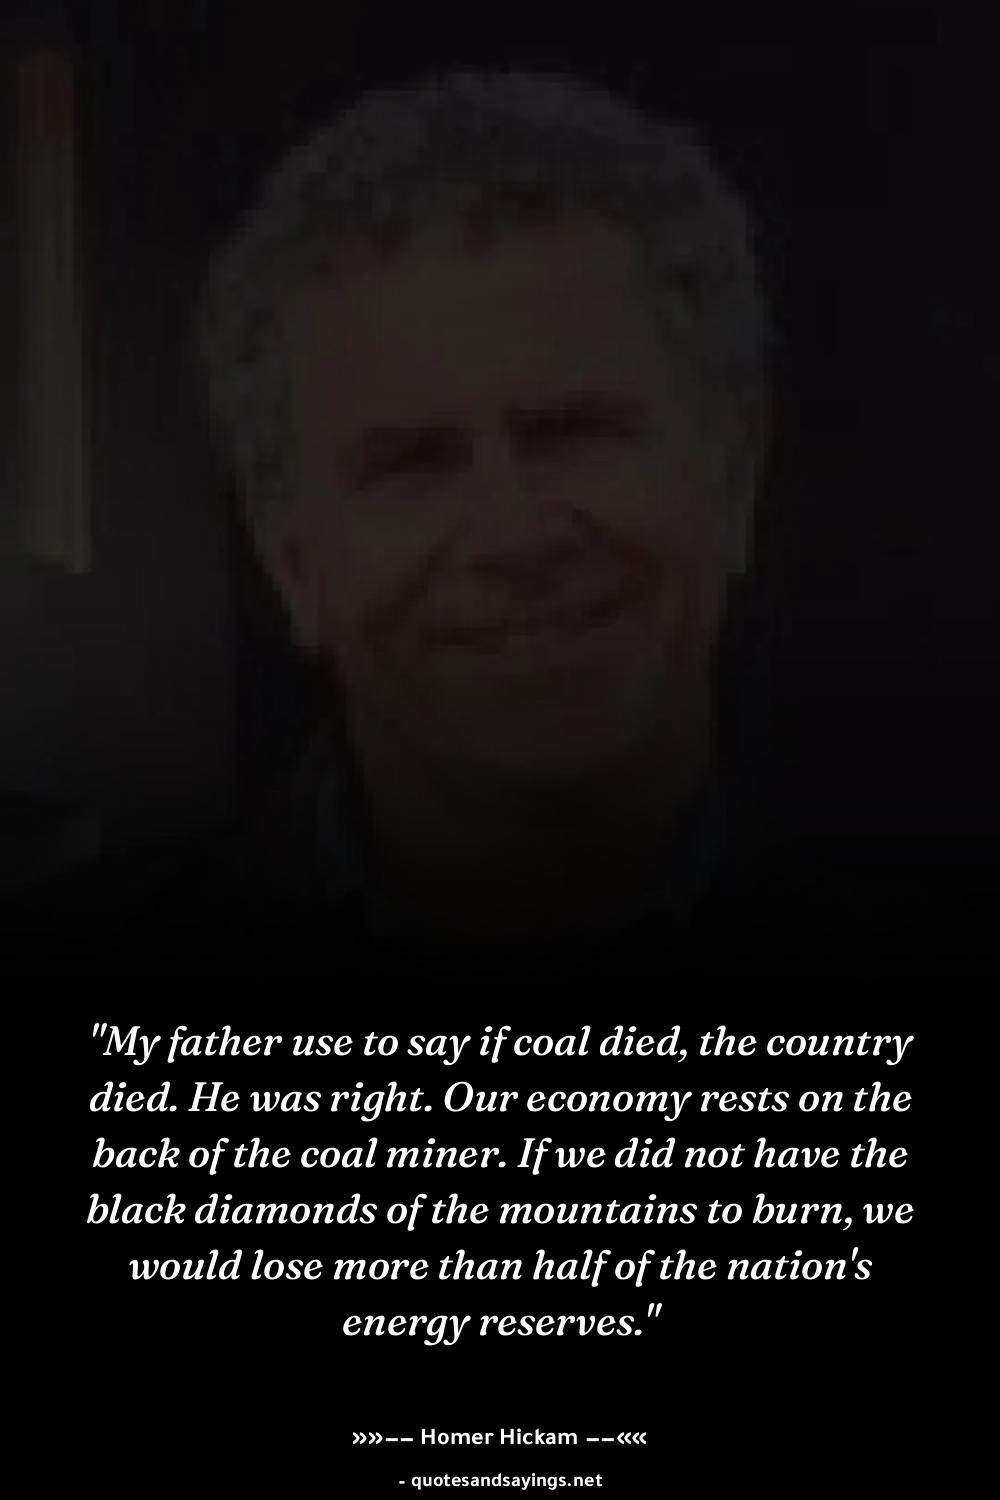 "My father use to say if coal died, the country
died. He was right. Our economy rests on the
back of the coal miner. If we did not have the
black diamonds of the mountains to burn, we
would lose more than half of the nation's
energy reserves."
»»–– Homer Hickam ––««
- quotesandsayings.net